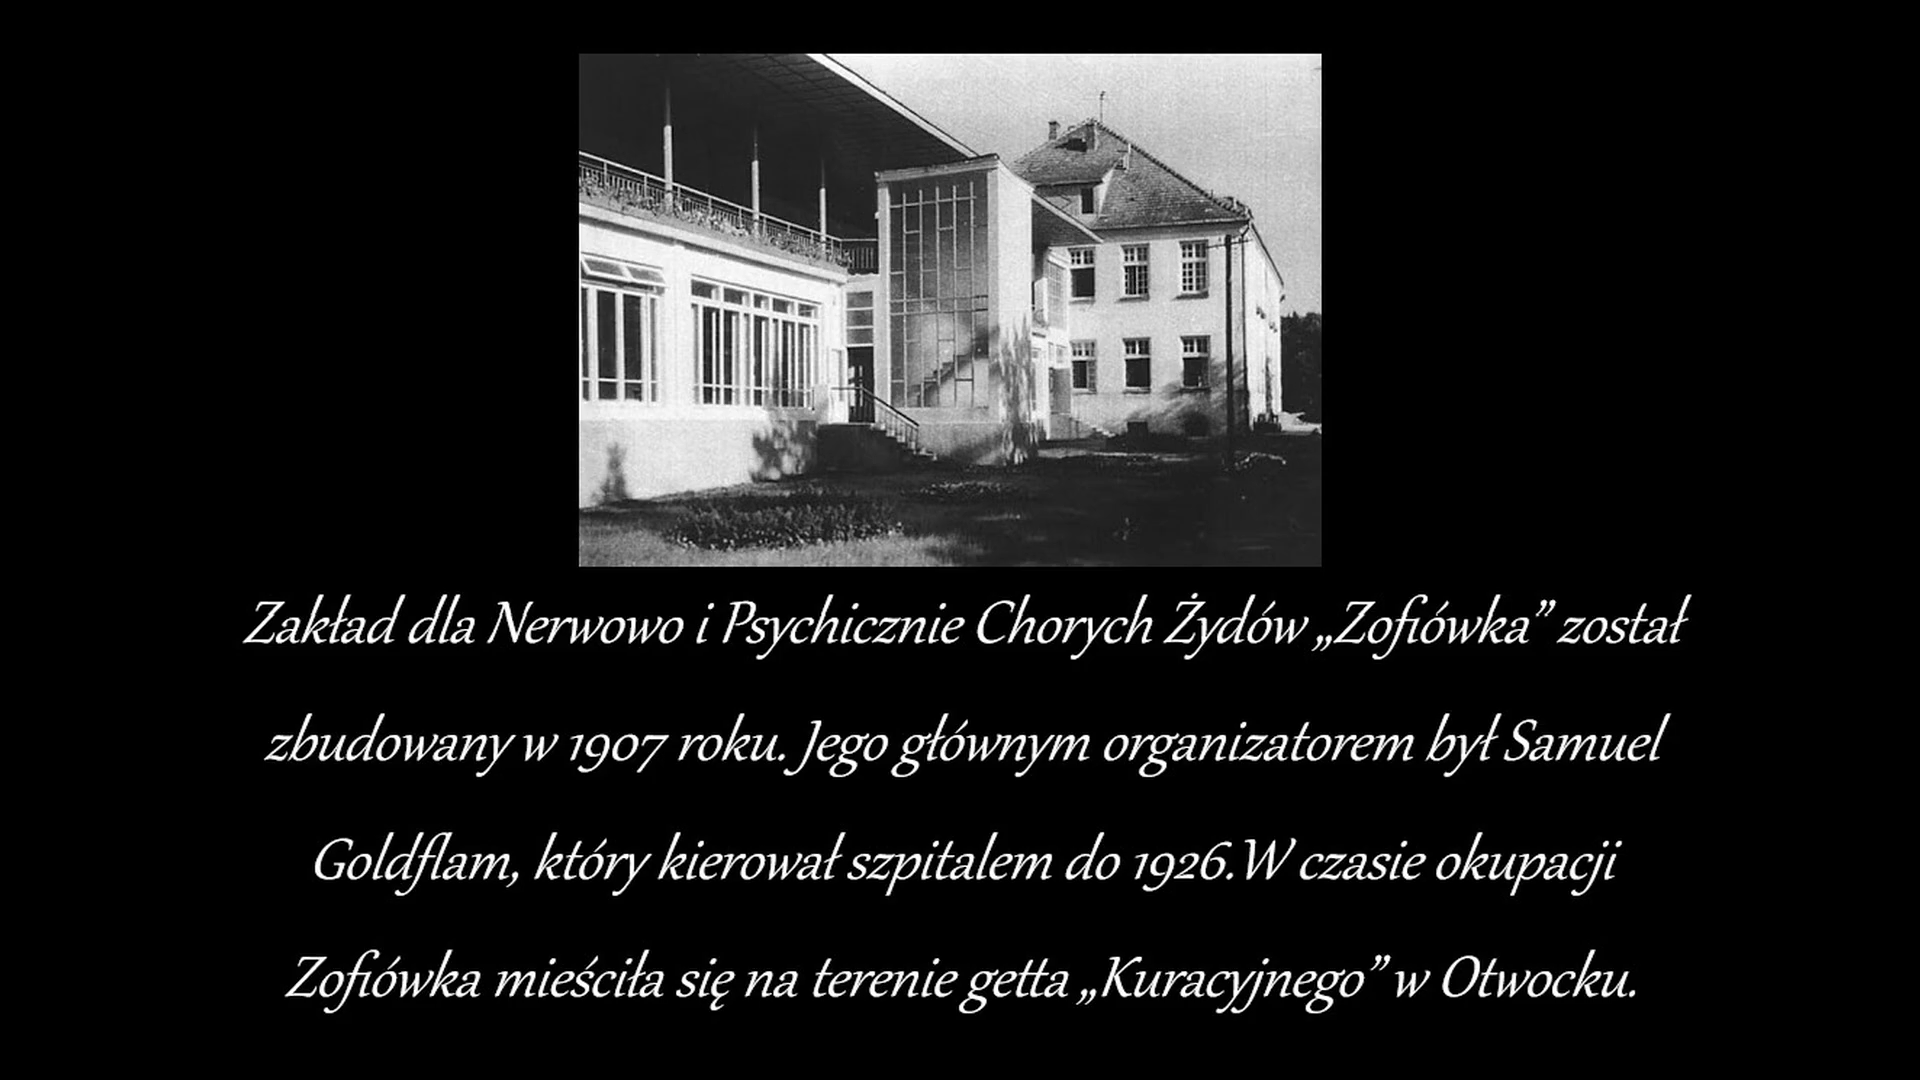 Zakład dla Nerwowo i Psychicznie Chorych Żydów „Zofiówka” został
zbudowany w 1907 roku. Jego głównym organizatorem był Samuel
Goldflam, który kierował szpitalem do 1926.W czasie okupacji
Zofiówka mieściła się na terenie getta „Kuracyjnego” w Otwocku.